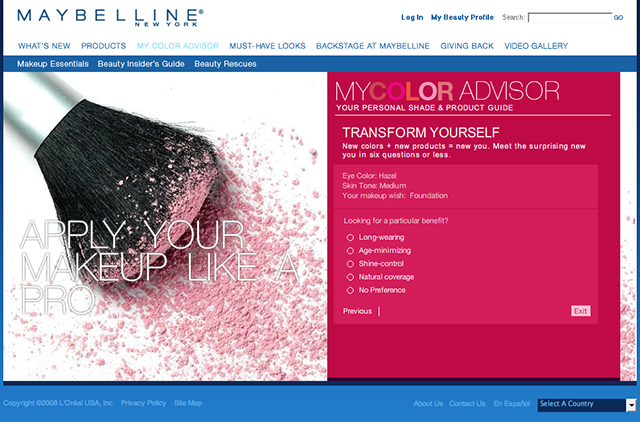 MAYBELLINE®
NEW YORK
Log In My Beauty Profile Search: GO
WHAT'S NEW PRODUCTS MY COLOR ADVISOR MUST-HAVE LOOKS BACKSTAGE AT MAYBELLINE GIVING BACK VIDEO GALLERY
Makeup Essentials Beauty Insider's Guide Beauty Rescues
APPLY YOUR
MAKEUP LIKE A
PRO
MYCOLOR ADVISOR
YOUR PERSONAL SHADE & PRODUCT GUIDE
TRANSFORM YOURSELF
New colors + new products = new you. Meet the surprising new
you in six questions or less.
Eye Color: Hazel
Skin Tone: Medium
Your makeup wish: Foundation
Looking for a particular benefit?
Long-wearing
Age-minimizing
Shine-control
Natural coverage
No Preference
Previous | Exit
Copyright ©2008 L'Oréal USA, Inc Privacy Policy Site Map About Us Contact Us En Español Select A Country